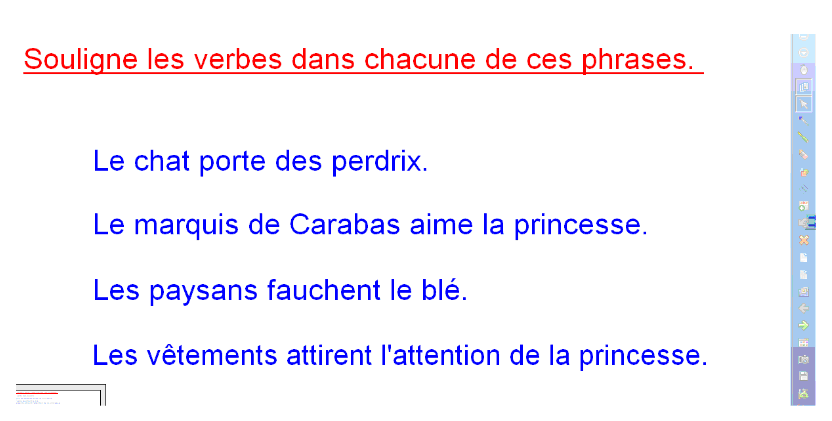 Souligne les verbes dans chacune de ces phrases.
Le chat porte des perdrix.
Le marquis de Carabas aime la princesse.
Les paysans fauchent le blé.
Les vêtements attirent l'attention de la princesse.